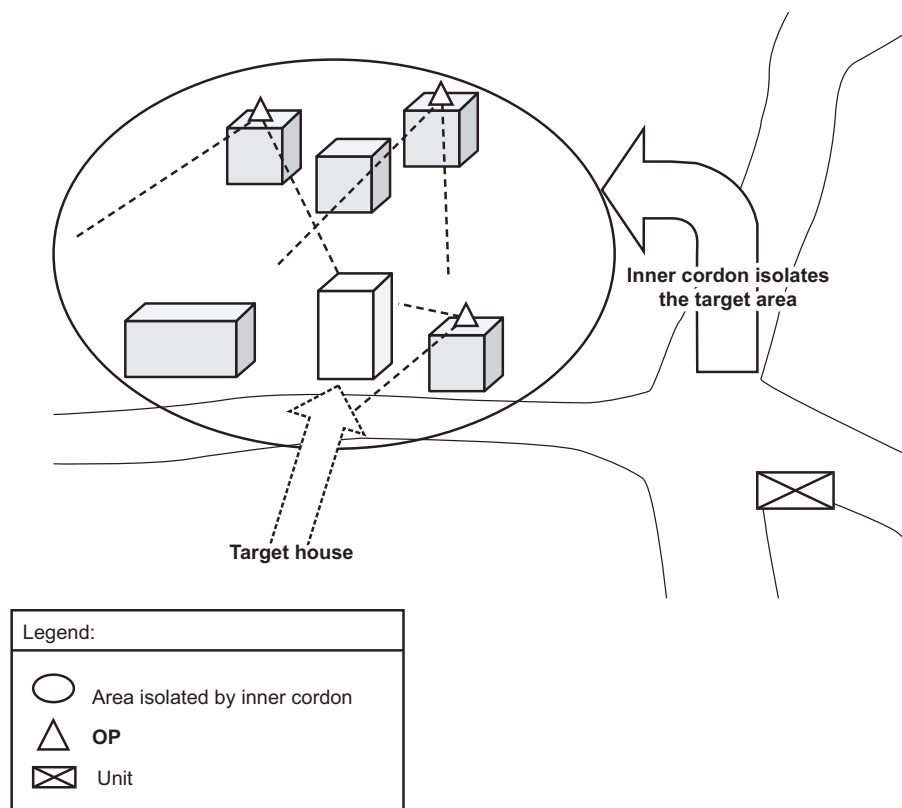 Inner cordon isolates
the target area
Target house
Legend:
Area isolated by inner cordon
OP
Unit